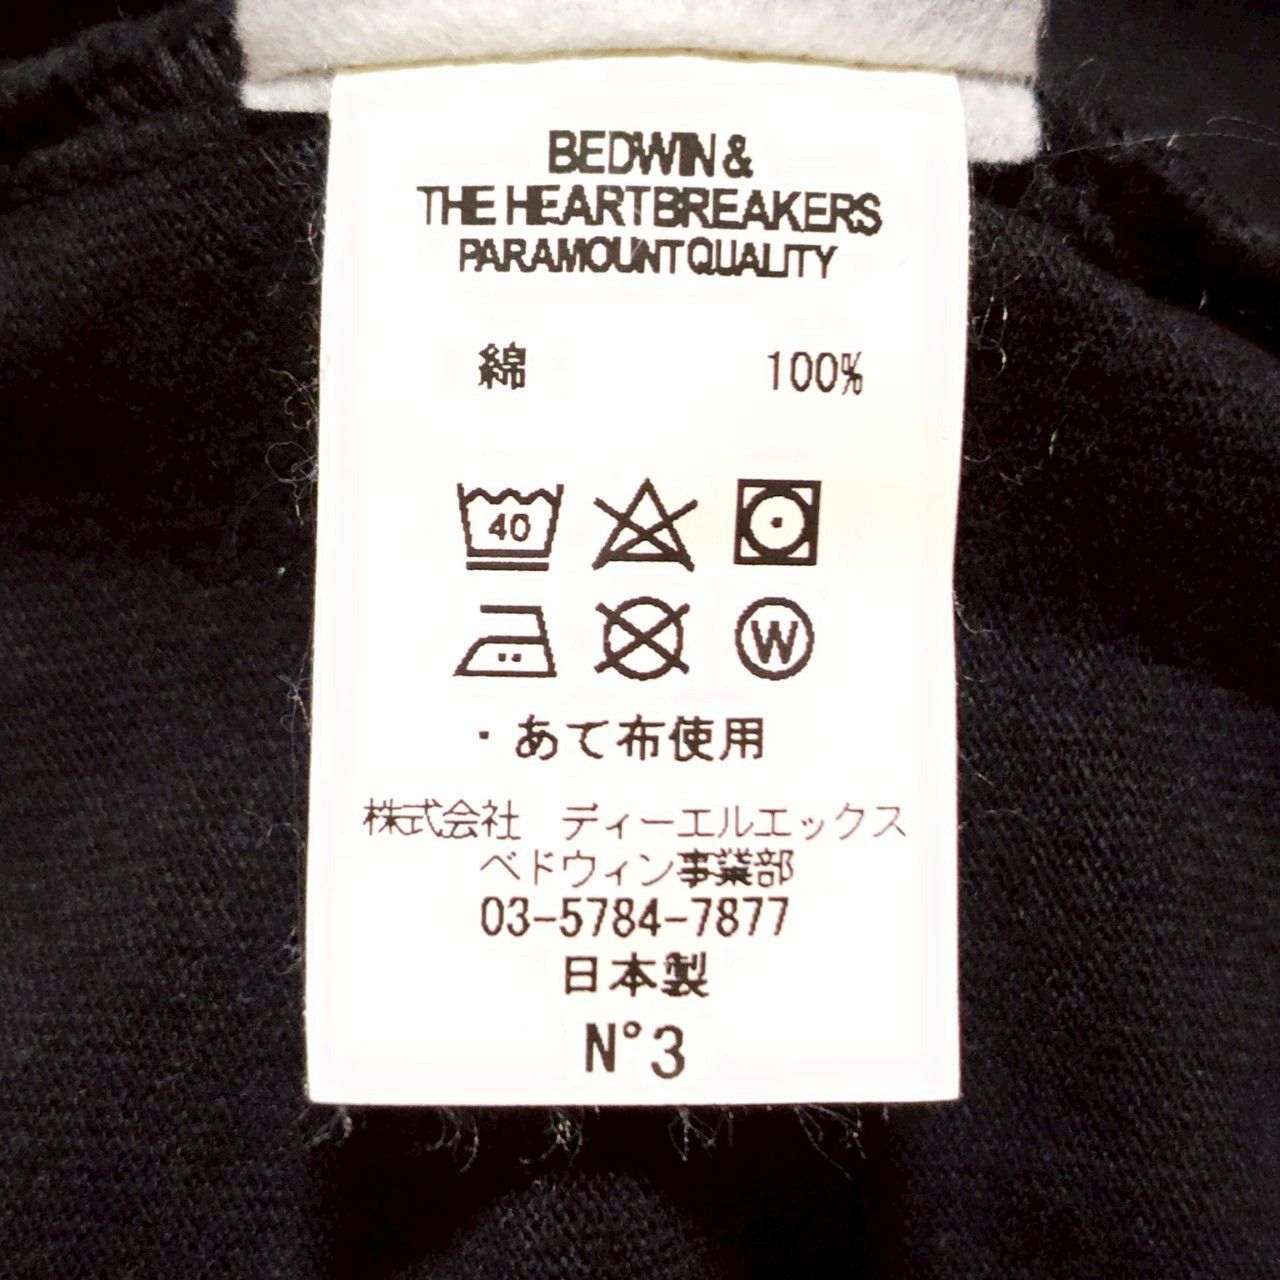 BEDWIN &
THE HEARTBREAKERS
PARAMOUNT QUALITY
綿 100%
40
W
・あて布使用
株式会社 ディーエルエックス
ベドウィン事業部
03-5784-7877
日本製
N°3